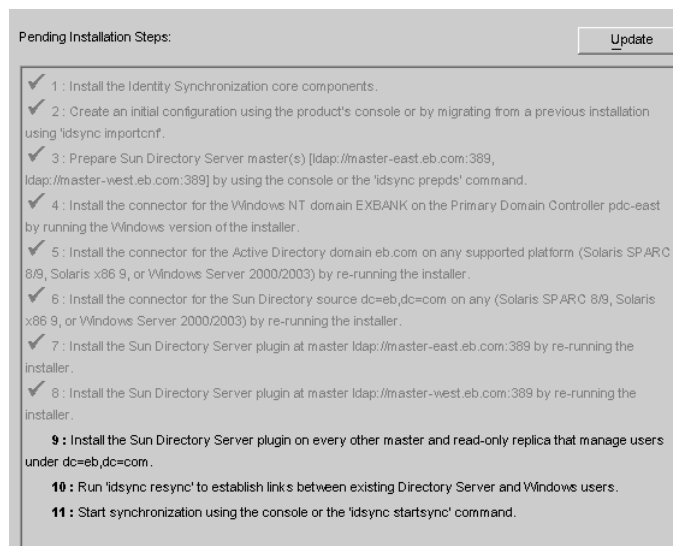 Pending Installation Steps:
Update
1 : Install the Identity Synchronization core components.
2 : Create an initial configuration using the product's console or by migrating from a previous installation
using 'idsync importcnf'.
3 : Prepare Sun Directory Server master(s) [ldap://master-east.eb.com:389,
ldap://master-west.eb.com:389] by using the console or the 'idsync prepds' command.
4 : Install the connector for the Windows NT domain EXBANK on the Primary Domain Controller pdc-east
by running the Windows version of the installer.
5 : Install the connector for the Active Directory domain eb.com on any supported platform (Solaris SPARC
8/9, Solaris x86 9, or Windows Server 2000/2003) by re-running the installer.
6 : Install the connector for the Sun Directory source dc=eb,dc=com on any (Solaris SPARC 8/9, Solaris
x86 9, or Windows Server 2000/2003) by re-running the installer.
7 : Install the Sun Directory Server plugin at master ldap://master-east.eb.com:389 by re-running the
installer.
8 : Install the Sun Directory Server plugin at master ldap://master-west.eb.com:389 by re-running the
installer.
9 : Install the Sun Directory Server plugin on every other master and read-only replica that manage users
under dc=eb,dc=com.
10 : Run 'idsync resync' to establish links between existing Directory Server and Windows users.
11 : Start synchronization using the console or the 'idsync startsync' command.